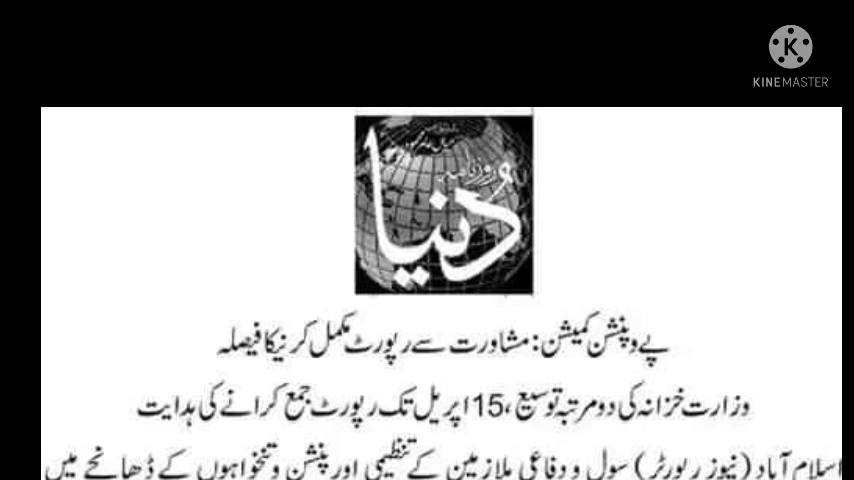 KINEMASTER
روزنامہ
دُنیا
پے و پنشن کمیشن: مشاورت سے رپورٹ مکمل کرنیکا فیصلہ
وزارت خزانہ کی دو مرتبہ توسیع، 15 اپریل تک رپورٹ جمع کرانے کی ہدایت
اسلام آباد (نیوز رپورٹر) سول و دفاعی ملازمین کے تنظیمی اور پنشن و تنخواہوں کے ڈھانچے میں